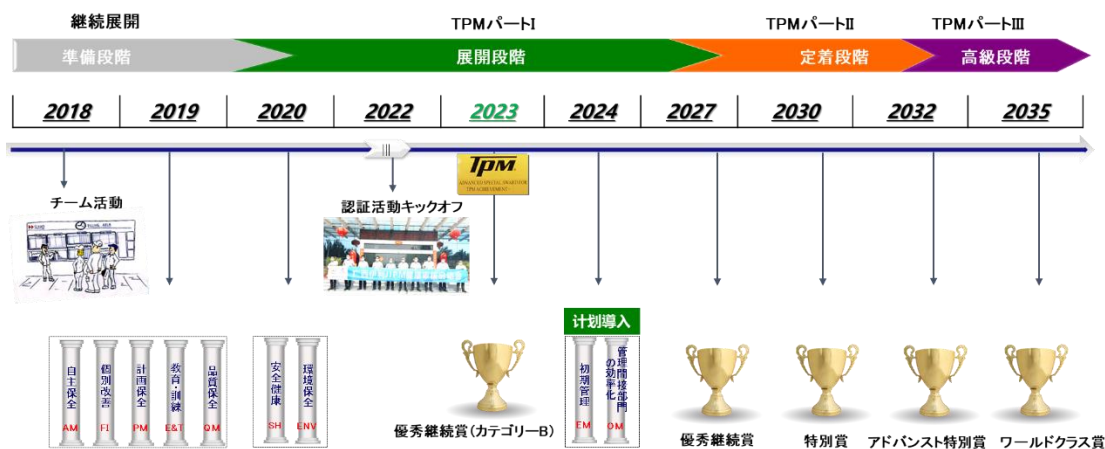 継続展開
TPMパートⅠ
TPMパートⅡ
TPMパートⅢ
準備段階
展開段階
定着段階
高級段階
2018
2019
2020
2022
2023
2024
2027
2030
2032
2035
チーム活動
認証活動キックオフ
TPM
ADVANCED SPECIAL AWARD FOR
TPM ACHIEVEMENT
计划導入
自主保全
AM
個別改善
FI
計画保全
PM
教育・訓練
E&T
品質保全
QM
安全健康
SH
環境保全
ENV
初期管理
EM
管理間接部門
の効率化
OM
優秀継続賞(カテゴリーB)
優秀継続賞
特別賞
アドバンスト特別賞
ワールドクラス賞